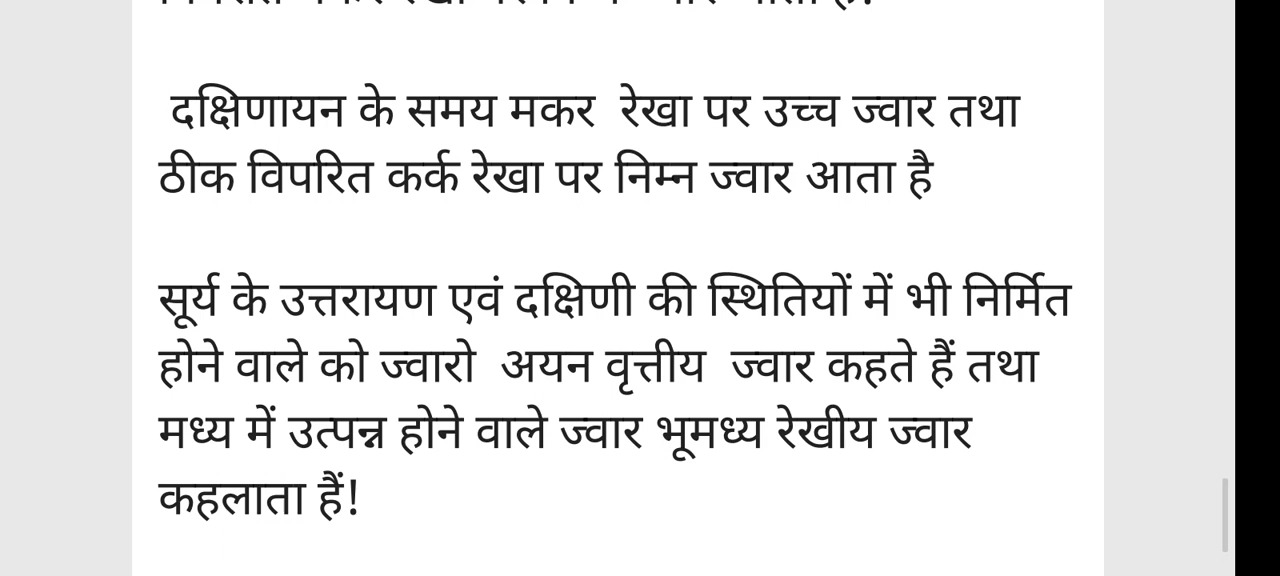 दक्षिणायन के समय मकर रेखा पर उच्च ज्वार तथा
ठीक विपरित कर्क रेखा पर निम्न ज्वार आता है
सूर्य के उत्तरायण एवं दक्षिणी की स्थितियों में भी निर्मित
होने वाले को ज्वारो अयन वृत्तीय ज्वार कहते हैं तथा
मध्य में उत्पन्न होने वाले ज्वार भूमध्य रेखीय ज्वार
कहलाता हैं!